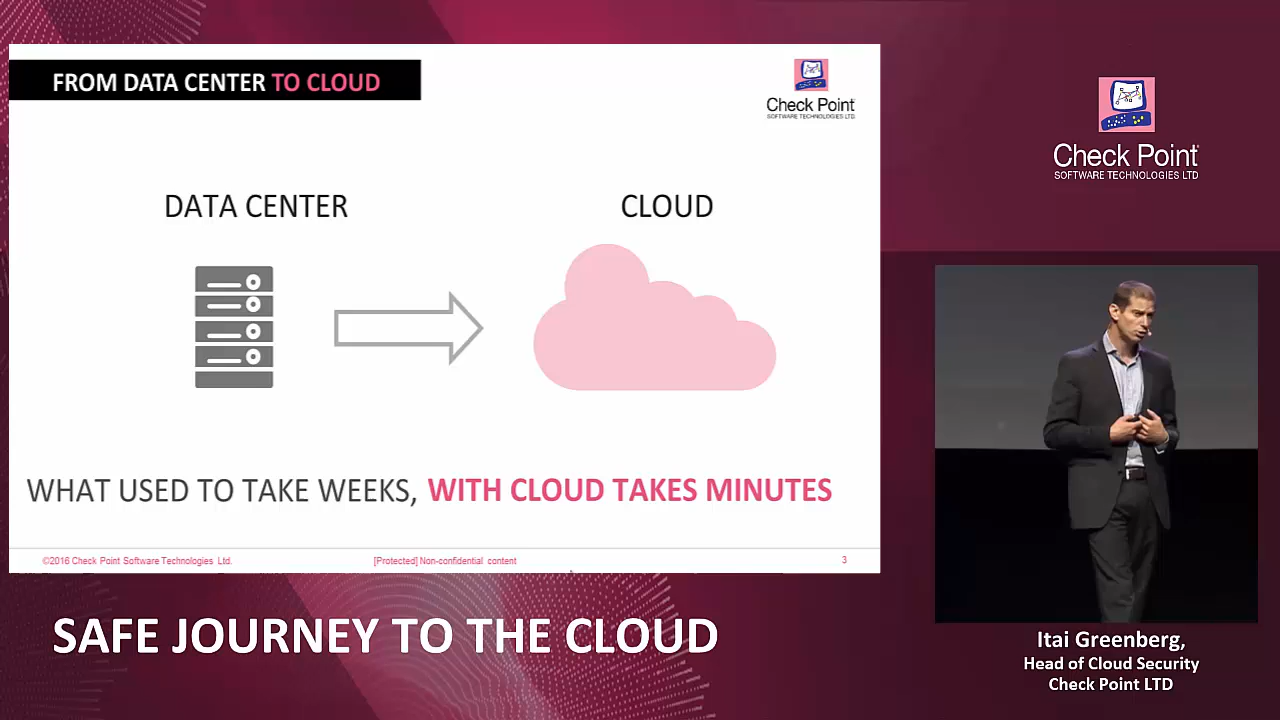 FROM DATA CENTER TO CLOUD
Check Point
SOFTWARE TECHNOLOGIES LTD.
DATA CENTER
CLOUD
WHAT USED TO TAKE WEEKS, WITH CLOUD TAKES MINUTES
©2016 Check Point Software Technologies Ltd.
[Protected] Non-confidential content
3
Check Point
SOFTWARE TECHNOLOGIES LTD
SAFE JOURNEY TO THE CLOUD
Itai Greenberg,
Head of Cloud Security
Check Point LTD